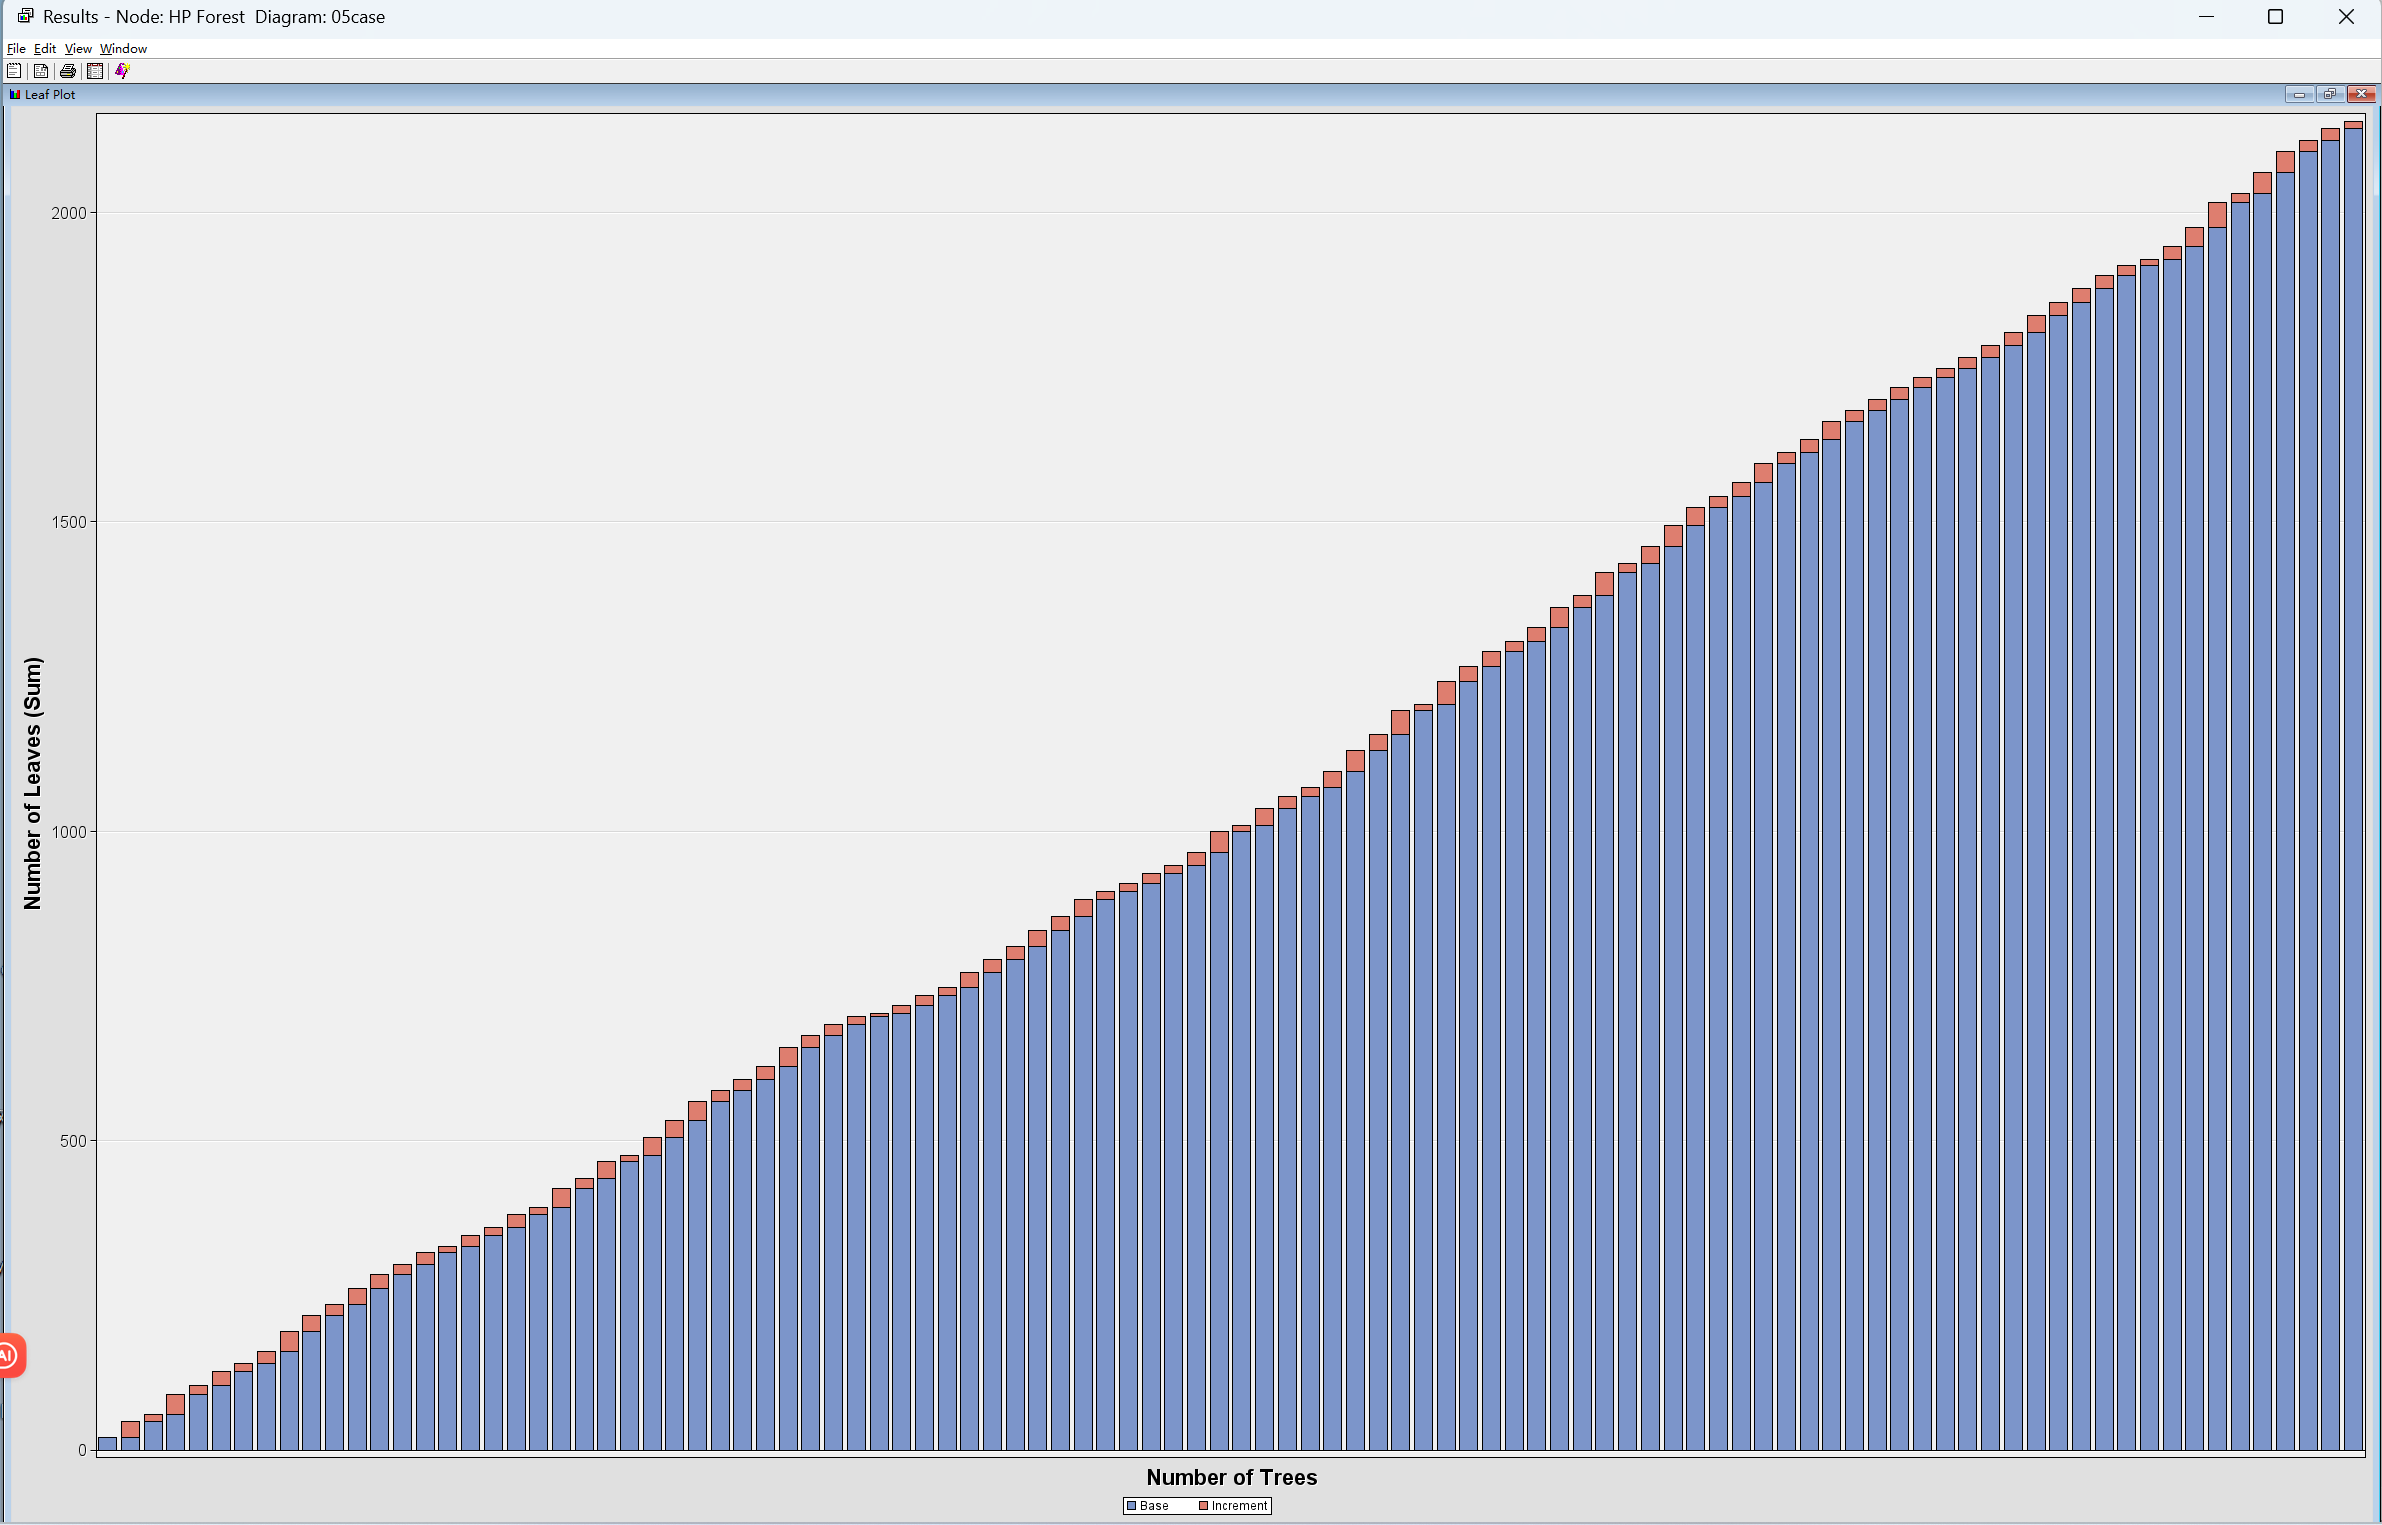 Results - Node: HP Forest  Diagram: 05case
File Edit View Window
Leaf Plot
2000
1500
1000
500
0
Number of Leaves (Sum)
Number of Trees
Base Increment
AI